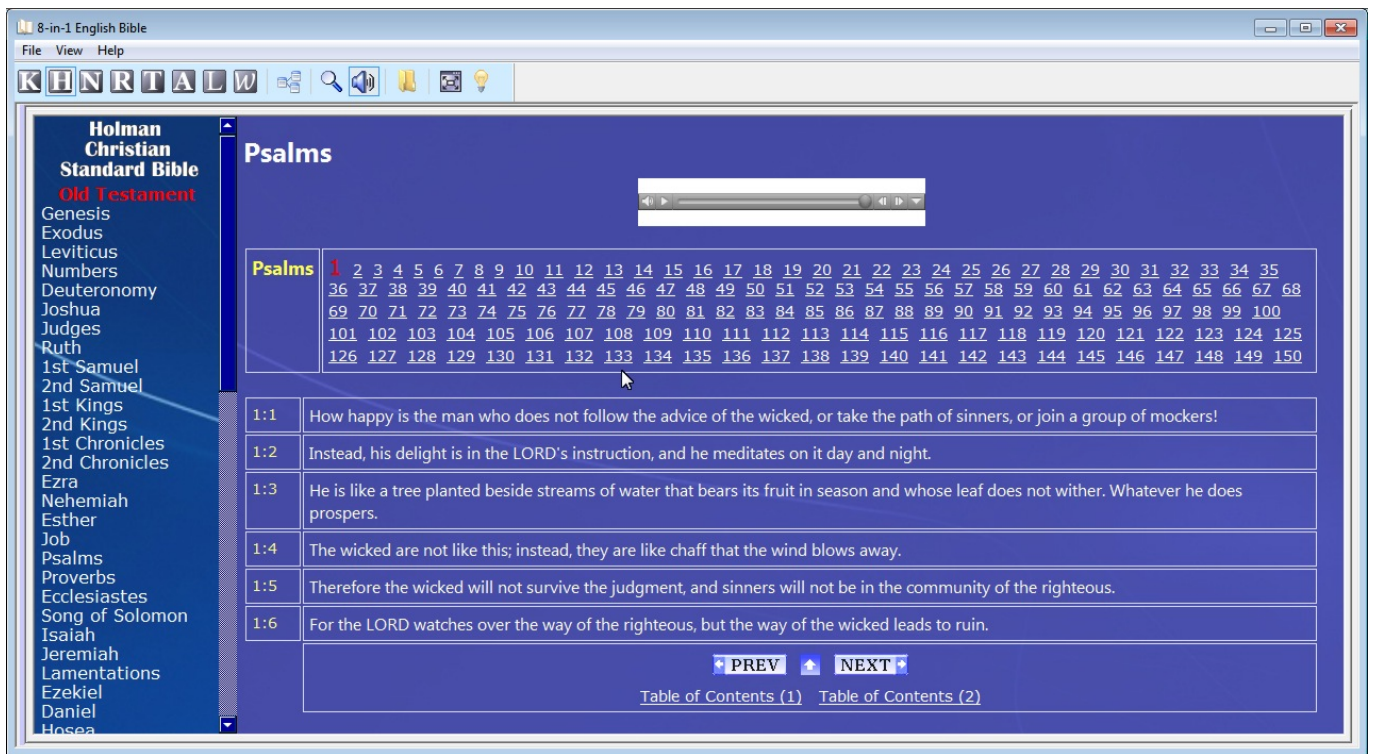 8-in-1 English Bible
File View Help
K H N R T A L W
Holman
Christian
Standard Bible
Old Testament
Genesis
Exodus
Leviticus
Numbers
Deuteronomy
Joshua
Judges
Ruth
1st Samuel
2nd Samuel
1st Kings
2nd Kings
1st Chronicles
2nd Chronicles
Ezra
Nehemiah
Esther
Job
Psalms
Proverbs
Ecclesiastes
Song of Solomon
Isaiah
Jeremiah
Lamentations
Ezekiel
Daniel
Hosea
Psalms
Psalms 1 2 3 4 5 6 7 8 9 10 11 12 13 14 15 16 17 18 19 20 21 22 23 24 25 26 27 28 29 30 31 32 33 34 35
36 37 38 39 40 41 42 43 44 45 46 47 48 49 50 51 52 53 54 55 56 57 58 59 60 61 62 63 64 65 66 67 68
69 70 71 72 73 74 75 76 77 78 79 80 81 82 83 84 85 86 87 88 89 90 91 92 93 94 95 96 97 98 99 100
101 102 103 104 105 106 107 108 109 110 111 112 113 114 115 116 117 118 119 120 121 122 123 124 125
126 127 128 129 130 131 132 133 134 135 136 137 138 139 140 141 142 143 144 145 146 147 148 149 150
1:1 How happy is the man who does not follow the advice of the wicked, or take the path of sinners, or join a group of mockers!
1:2 Instead, his delight is in the LORD's instruction, and he meditates on it day and night.
1:3 He is like a tree planted beside streams of water that bears its fruit in season and whose leaf does not wither. Whatever he does
prospers.
1:4 The wicked are not like this; instead, they are like chaff that the wind blows away.
1:5 Therefore the wicked will not survive the judgment, and sinners will not be in the community of the righteous.
1:6 For the LORD watches over the way of the righteous, but the way of the wicked leads to ruin.
PREV NEXT
Table of Contents (1) Table of Contents (2)